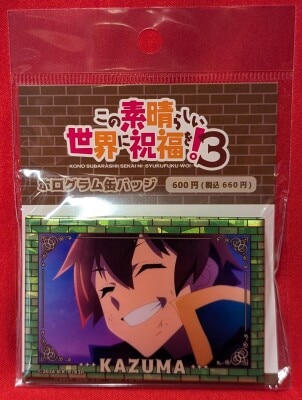 この素晴らしい
世界に祝福を!3
KONO SUBARASHII SEKAI NI SYUKUFUKU WO!
ホログラム缶バッジ
600円(税込660円)
KAZUMA